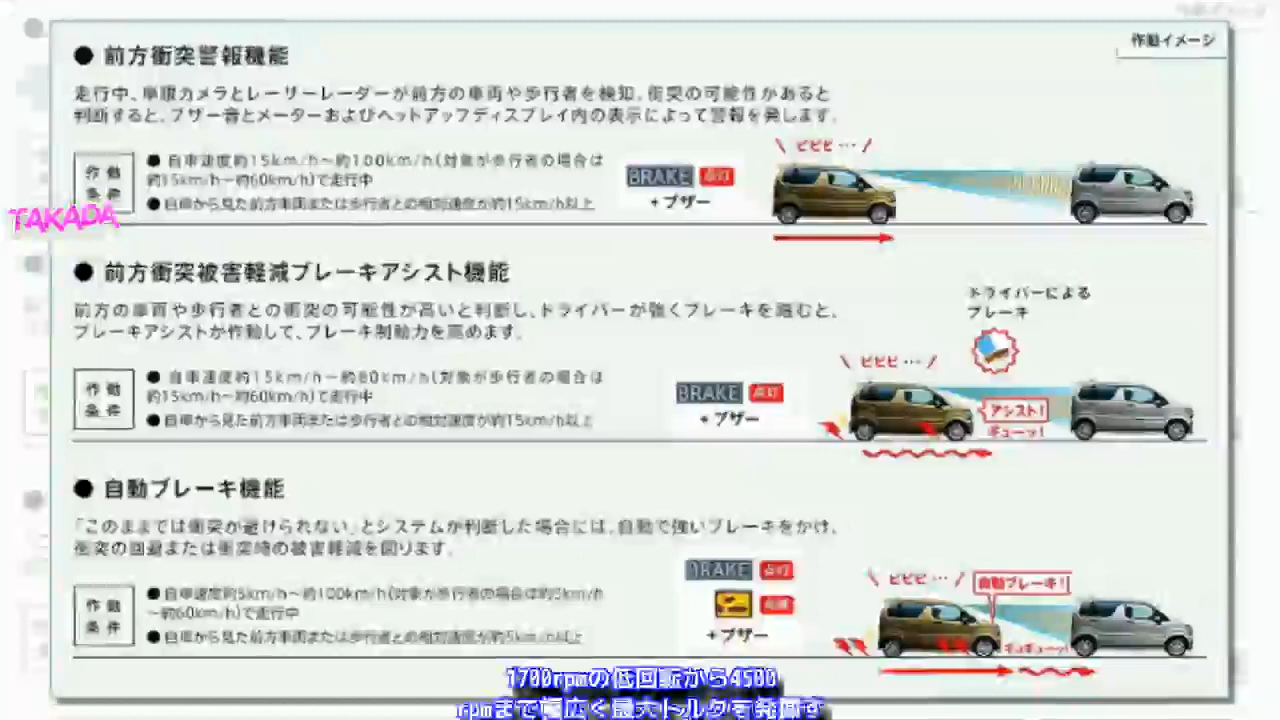 作動イメージ
● 前方衝突警報機能
走行中、単眼カメラとレーザーレーダーが前方の車両や歩行者を検知。衝突の可能性があると
判断すると、ブザー音とメーターおよびヘッドアップディスプレイ内の表示によって警報を発します。
作動
条件
● 自車速度約15km/h〜約100km/h(対象が歩行者の場合は
約15km/h〜約60km/h)で走行中
● 自車から見た前方車両または歩行者との相対速度が約15km/h以上
BRAKE 点灯
+ブザー
\ ピピピ… /
TAKADA
● 前方衝突被害軽減ブレーキアシスト機能
前方の車両や歩行者との衝突の可能性が高いと判断し、ドライバーが強くブレーキを踏むと、
ブレーキアシストが作動して、ブレーキ制動力を高めます。
作動
条件
● 自車速度約15km/h〜約80km/h(対象が歩行者の場合は
約15km/h〜約60km/h)で走行中
● 自車から見た前方車両または歩行者との相対速度が約15km/h以上
BRAKE 点灯
+ブザー
ドライバーによる
ブレーキ
\ ピピピ… /
アシスト!
ギューッ!
● 自動ブレーキ機能
「このままでは衝突が避けられない」とシステムが判断した場合には、自動で強いブレーキをかけ、
衝突の回避または衝突時の被害軽減を図ります。
作動
条件
● 自車速度約5km/h〜約100km/h(対象が歩行者の場合は約5km/h
〜約60km/h)で走行中
● 自車から見た前方車両または歩行者との相対速度が約5km/h以上
BRAKE 点灯
+ブザー
\ ピピピ… /
自動ブレーキ!
ギュギューッ!
1700rpmの低回転から4500
rpmまで幅広く最大トルクを発揮す